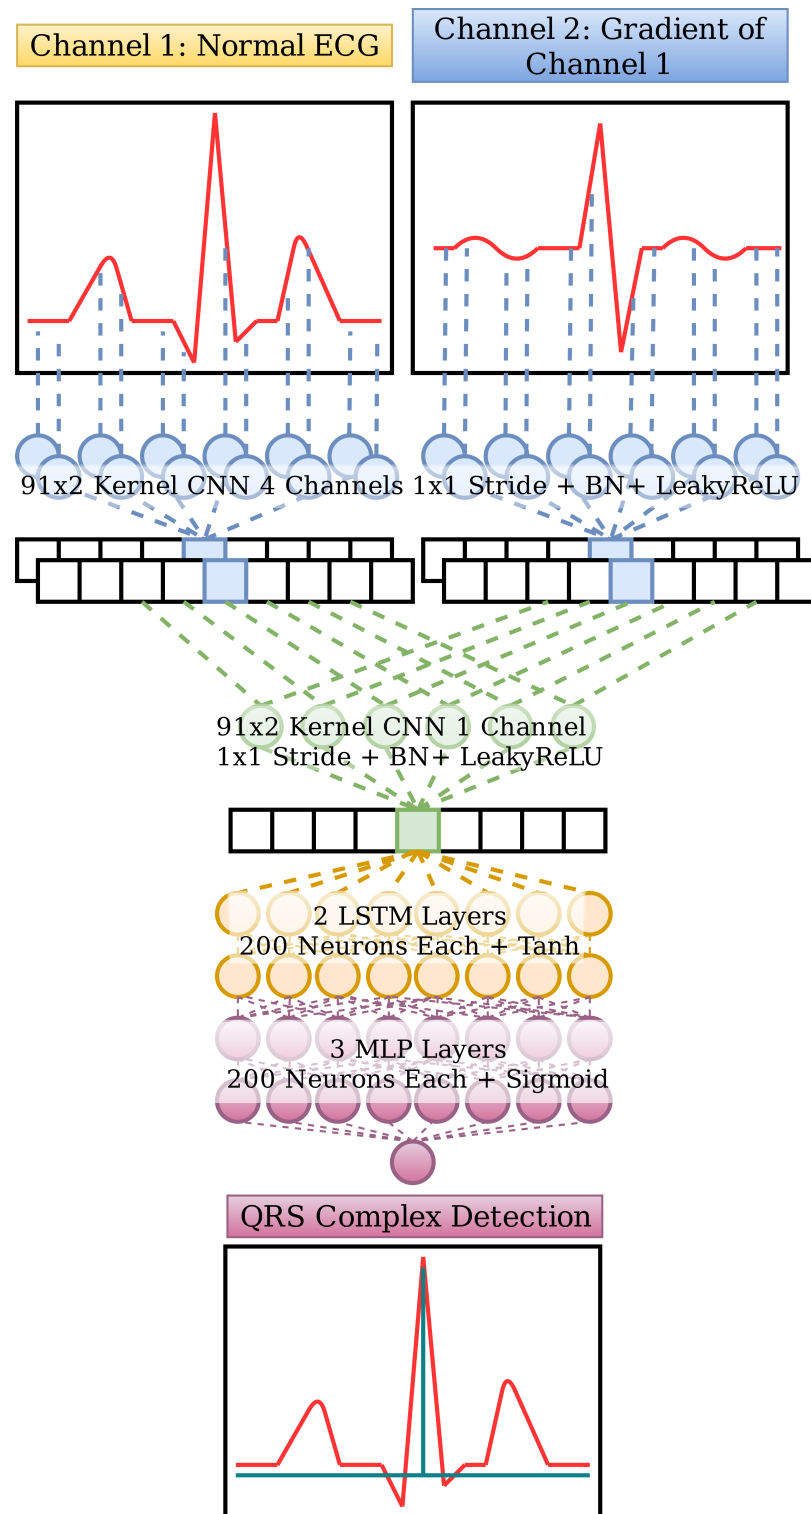 Channel 1: Normal ECG
Channel 2: Gradient of
Channel 1
91x2 Kernel CNN 4 Channels 1x1 Stride + BN+ LeakyReLU
91x2 Kernel CNN 1 Channel
1x1 Stride + BN+ LeakyReLU
2 LSTM Layers
200 Neurons Each + Tanh
3 MLP Layers
200 Neurons Each + Sigmoid
QRS Complex Detection